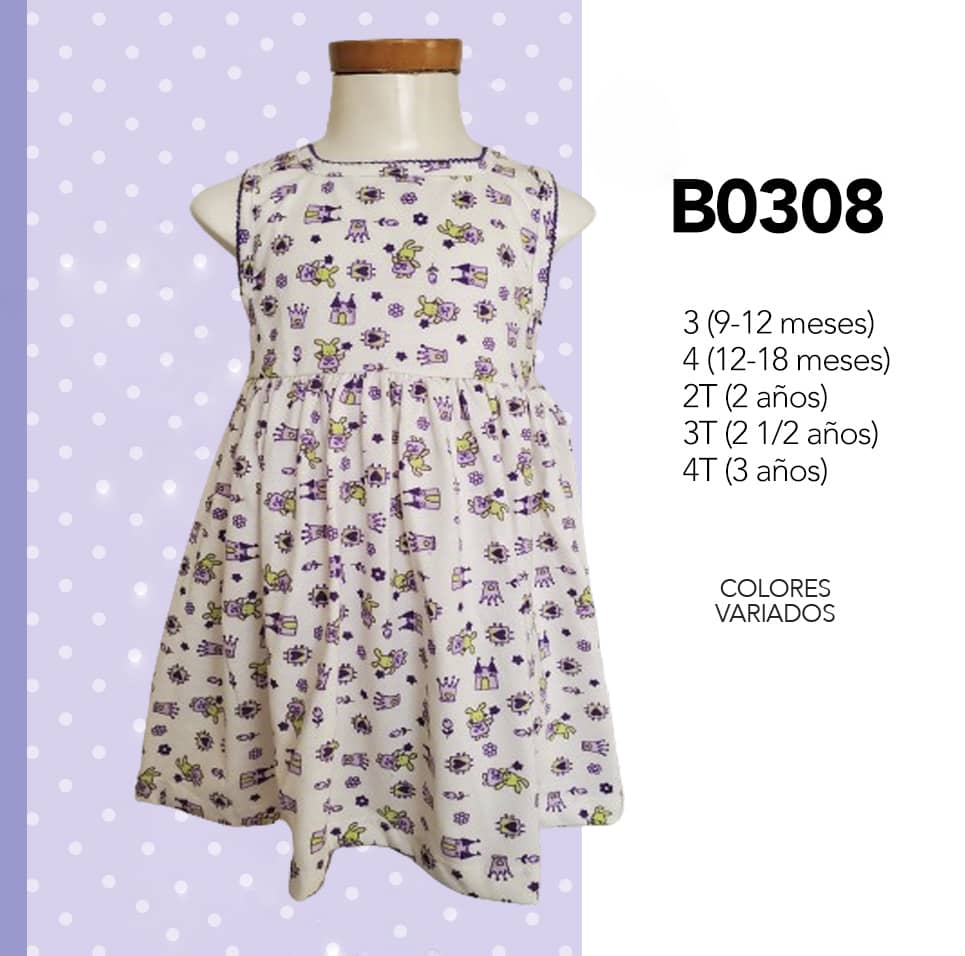 B0308
3 (9-12 meses)
4 (12-18 meses)
2T (2 años)
3T (2 1/2 años)
4T (3 años)
COLORES
VARIADOS